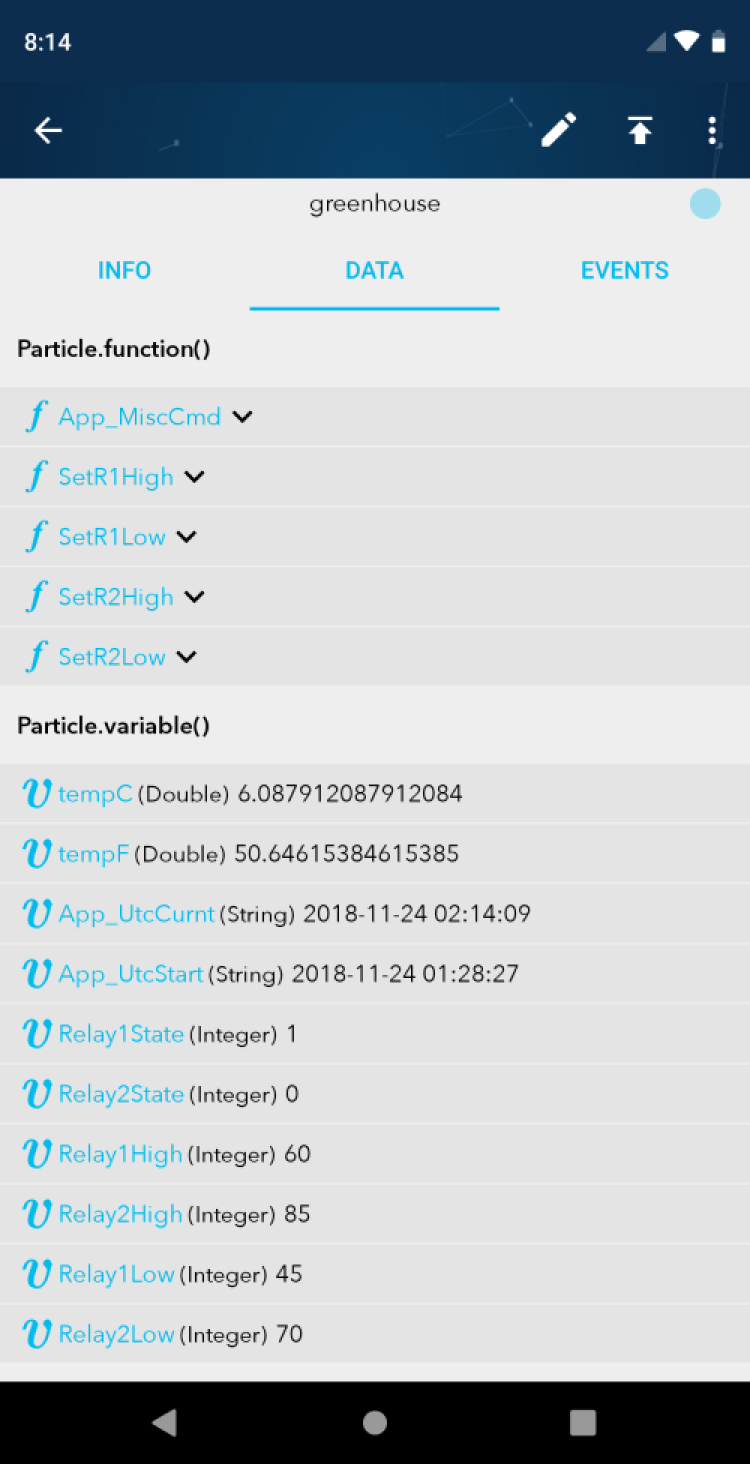 8:14
greenhouse
INFO DATA EVENTS
Particle.function()
f App_MiscCmd
f SetR1High
f SetR1Low
f SetR2High
f SetR2Low
Particle.variable()
v tempC (Double) 6.087912087912084
v tempF (Double) 50.64615384615385
v App_UtcCurnt (String) 2018-11-24 02:14:09
v App_UtcStart (String) 2018-11-24 01:28:27
v Relay1State (Integer) 1
v Relay2State (Integer) 0
v Relay1High (Integer) 60
v Relay2High (Integer) 85
v Relay1Low (Integer) 45
v Relay2Low (Integer) 70